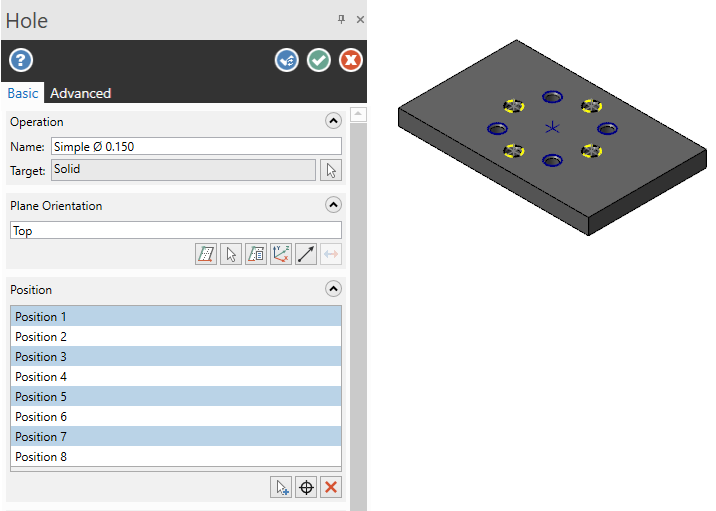 Hole
Basic Advanced
Operation
Name: Simple Ø 0.150
Target: Solid
Plane Orientation
Top
Position
Position 1
Position 2
Position 3
Position 4
Position 5
Position 6
Position 7
Position 8